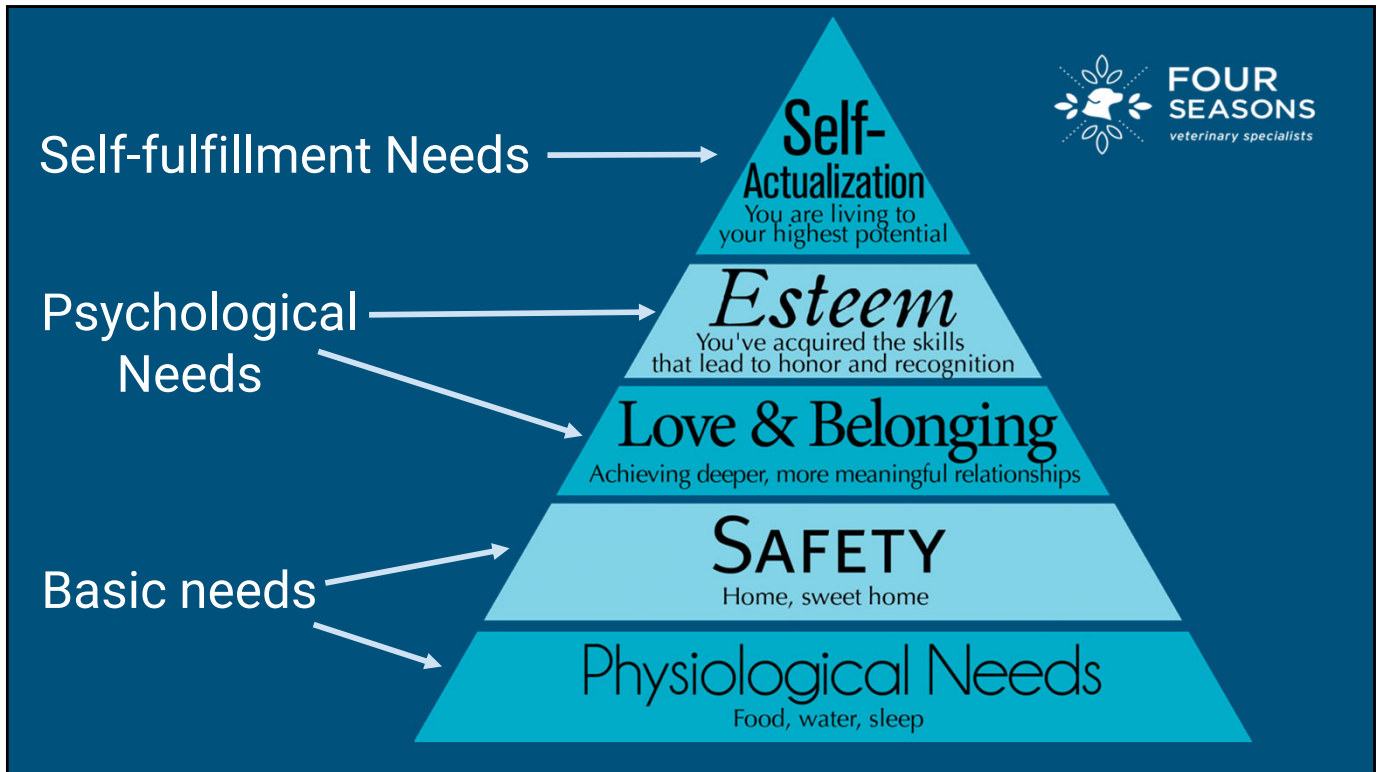 FOUR
SEASONS
veterinary specialists
Self-fulfillment Needs
Self-
Actualization
You are living to
your highest potential
Psychological
Needs
Esteem
You've acquired the skills
that lead to honor and recognition
Love & Belonging
Achieving deeper, more meaningful relationships
Basic needs
SAFETY
Home, sweet home
Physiological Needs
Food, water, sleep